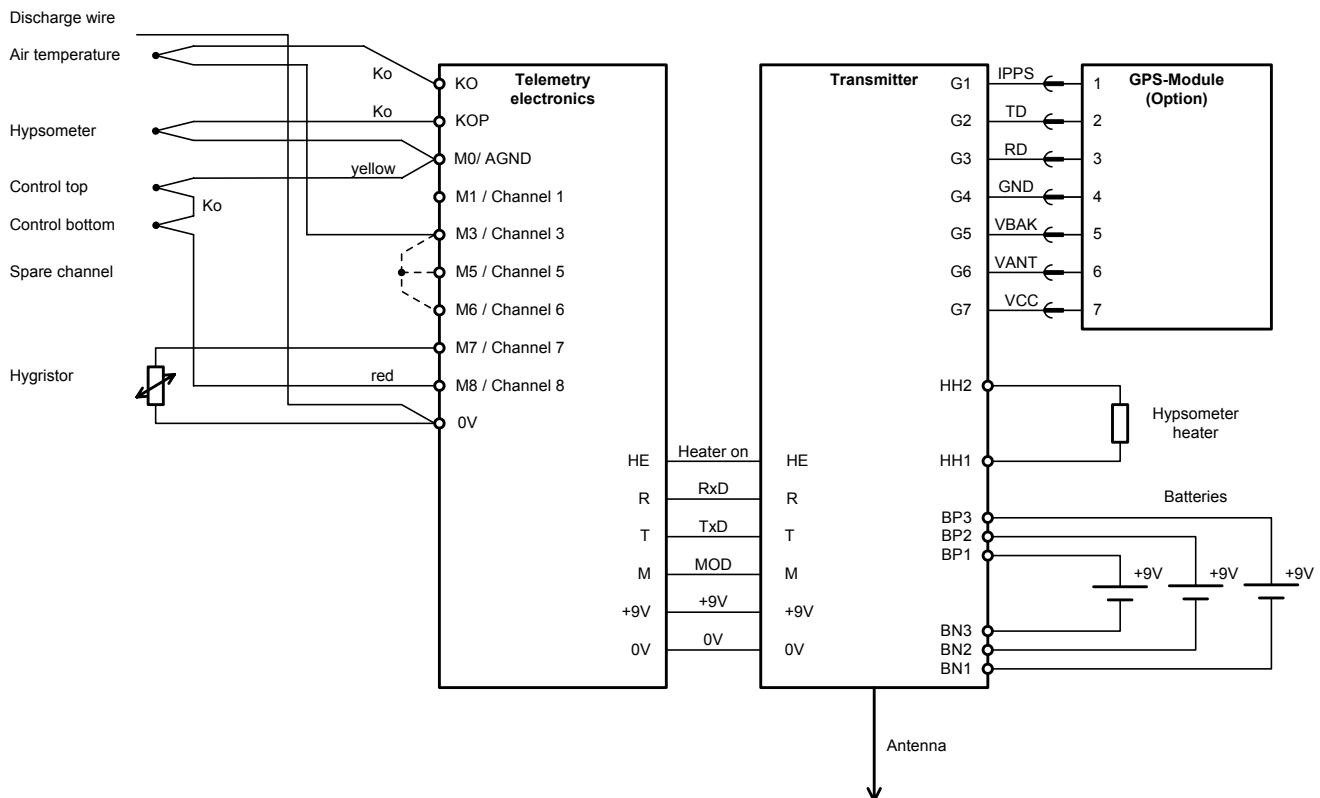 Discharge wire
Air temperature
Hypsometer
Control top
Control bottom
Spare channel
Hygristor
Ko
Ko
yellow
Ko
red
Telemetry
electronics
KO
KOP
M0/ AGND
M1 / Channel 1
M3 / Channel 3
M5 / Channel 5
M6 / Channel 6
M7 / Channel 7
M8 / Channel 8
0V
HE
R
T
M
+9V
0V
Heater on
RxD
TxD
MOD
+9V
0V
Transmitter
HE
R
T
M
+9V
0V
G1
G2
G3
G4
G5
G6
G7
HH2
HH1
BP3
BP2
BP1
BN3
BN2
BN1
IPPS
TD
RD
GND
VBAK
VANT
VCC
GPS-Module
(Option)
1
2
3
4
5
6
7
Hypsometer
heater
Batteries
+9V
+9V
+9V
Antenna